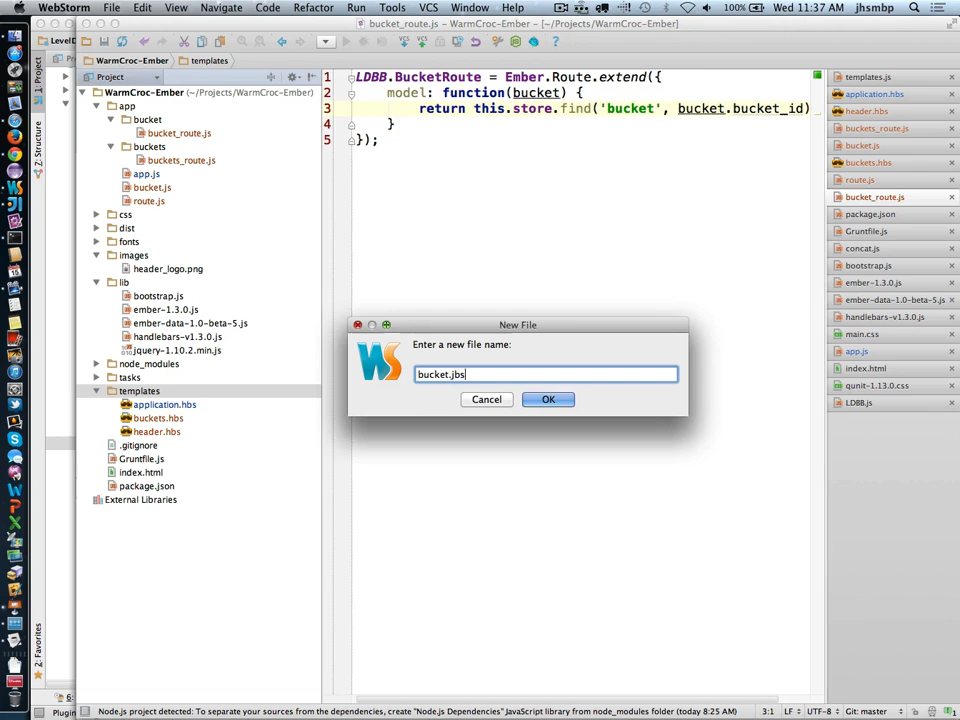 WebStorm File Edit View Navigate Code Refactor Run Tools VCS Window Help 100% Wed 11:37 AM jhsmbp
bucket_route.js – WarmCroc-Ember – [~/Projects/WarmCroc-Ember]
LevelD
WarmCroc-Ember templates
Project
WarmCroc-Ember (~/Projects/WarmCroc-Ember)
app
bucket
bucket_route.js
buckets
buckets_route.js
app.js
bucket.js
route.js
css
dist
fonts
images
header_logo.png
lib
bootstrap.js
ember-1.3.0.js
ember-data-1.0-beta-5.js
handlebars-v1.3.0.js
jquery-1.10.2.min.js
node_modules
tasks
templates
application.hbs
buckets.hbs
header.hbs
.gitignore
Gruntfile.js
index.html
package.json
External Libraries
1: Project
Z: Structure
2: Favorites
1 LDBB.BucketRoute = Ember.Route.extend({
2 model: function(bucket) {
3 return this.store.find('bucket', bucket.bucket_id)
4 }
5 });
New File
Enter a new file name:
bucket.jbs
Cancel OK
templates.js
application.hbs
header.hbs
buckets_route.js
bucket.js
buckets.hbs
route.js
bucket_route.js
package.json
Gruntfile.js
concat.js
bootstrap.js
ember-1.3.0.js
ember-data-1.0-beta-5.js
handlebars-v1.3.0.js
main.css
app.js
index.html
qunit-1.13.0.css
LDBB.js
6:
Plugin
Node.js project detected: To separate your sources from the dependencies, create "Node.js Dependencies" JavaScript library from node_modules folder (today 8:25 AM) 3:1 LF UTF-8 Git: master